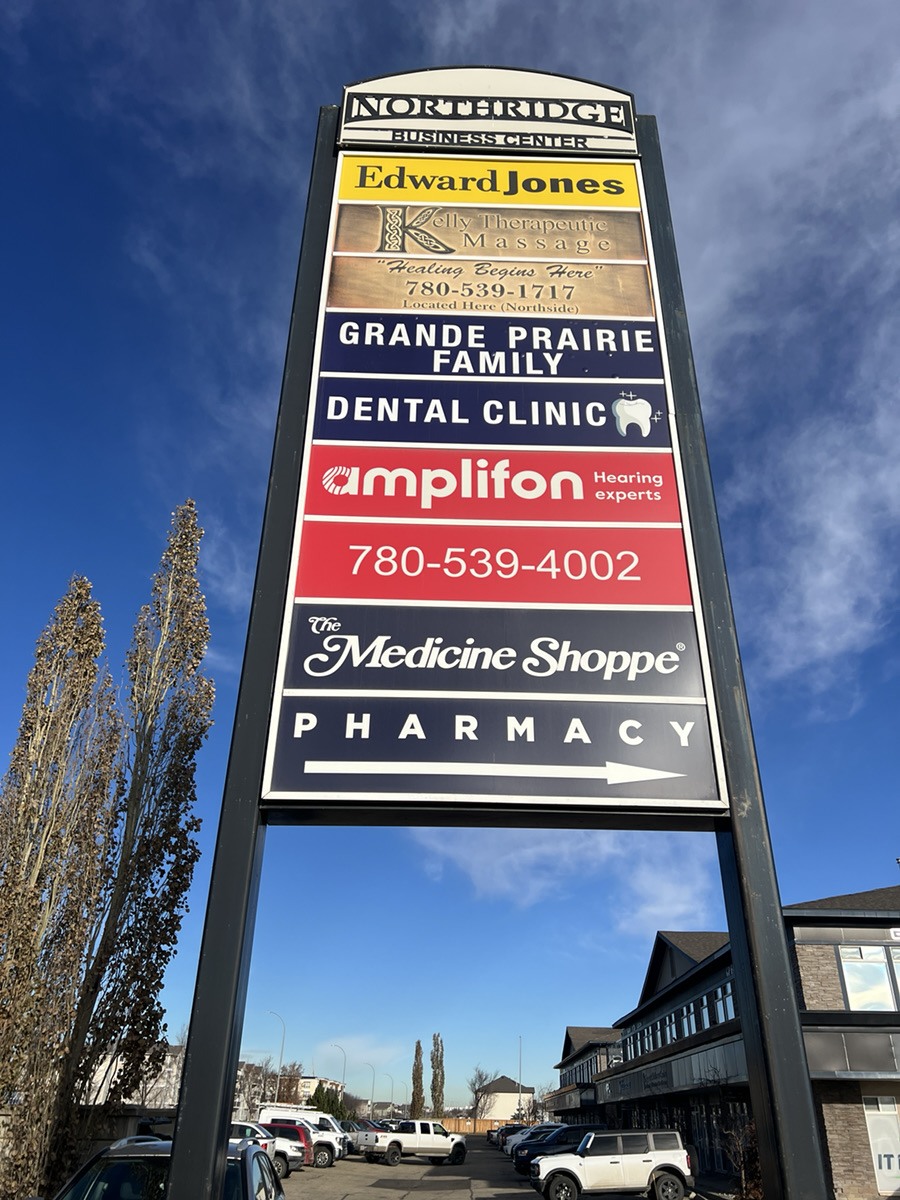 NORTHRIDGE
BUSINESS CENTER
Edward Jones
Kelly Therapeutic
Massage
"Healing Begins Here"
780-539-1717
Located Here (Northside)
GRANDE PRAIRIE
FAMILY
DENTAL CLINIC
amplifon Hearing
experts
780-539-4002
The
Medicine Shoppe®
PHARMACY